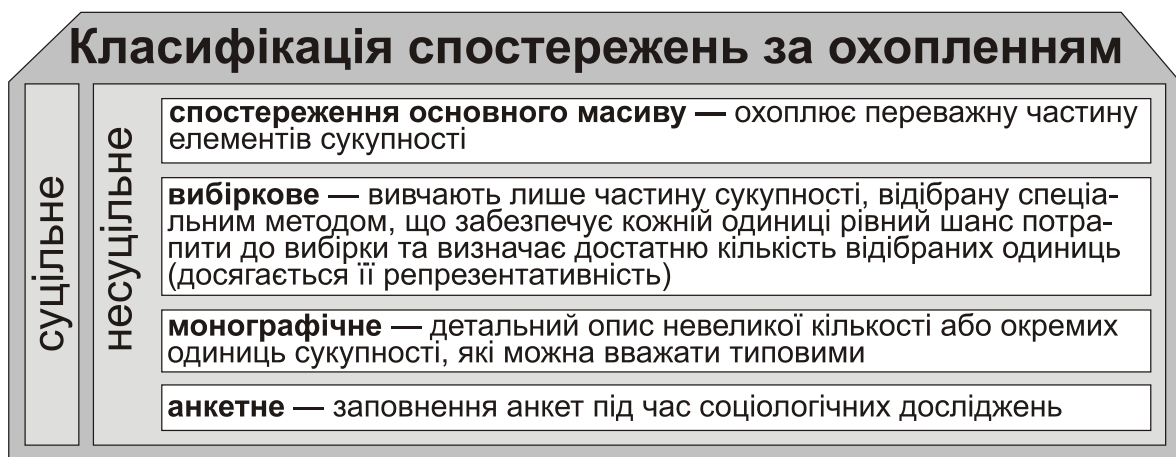 Класифікація спостережень за охопленням
суцільне
несуцільне
спостереження основного масиву — охоплює переважну частину
елементів сукупності
вибіркове — вивчають лише частину сукупності, відібрану спеціа-
льним методом, що забезпечує кожній одиниці рівний шанс потра-
пити до вибірки та визначає достатню кількість відібраних одиниць
(досягається її репрезентативність)
монографічне — детальний опис невеликої кількості або окремих
одиниць сукупності, які можна вважати типовими
анкетне — заповнення анкет під час соціологічних досліджень